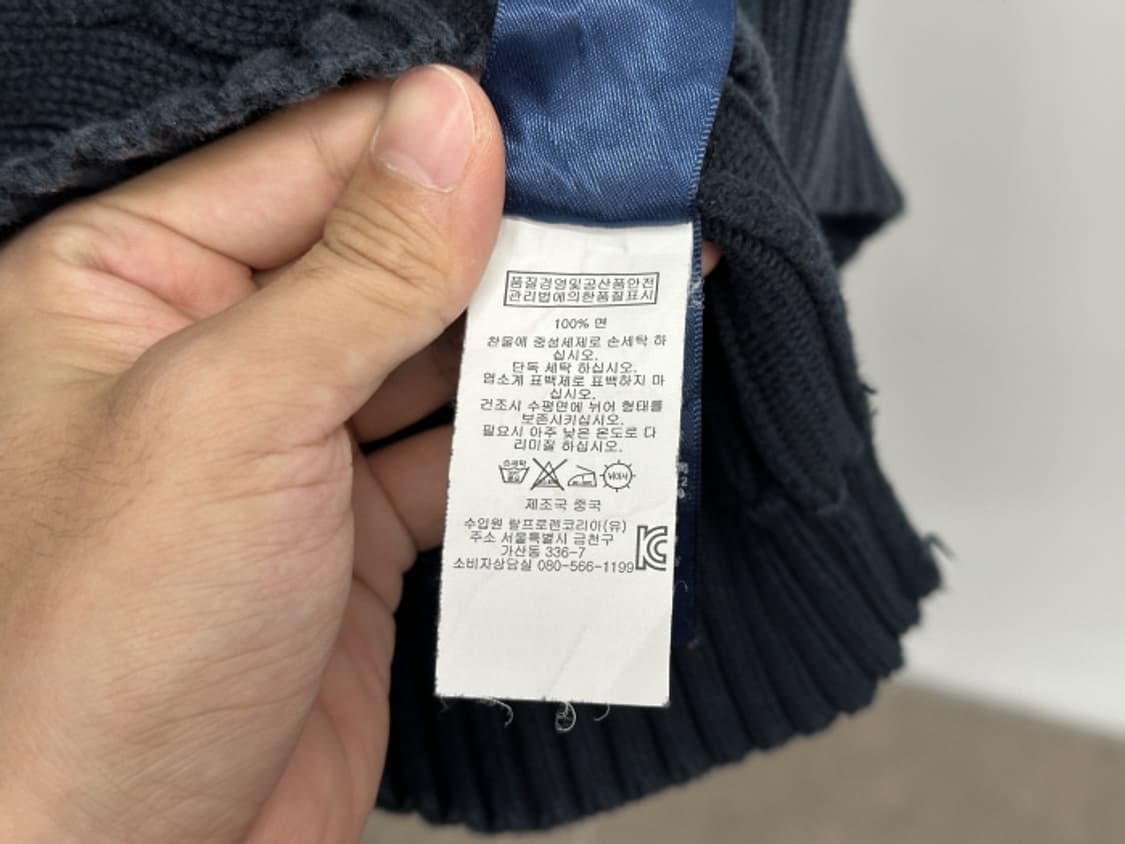 품질경영및공산품안전
관리법에의한품질표시
100% 면
찬물에 중성세제로 손세탁 하
십시오.
단독 세탁 하십시오.
염소계 표백제로 표백하지 마
십시오.
건조시 수평면에 뉘어 형태를
보존시키십시오.
필요시 아주 낮은 온도로 다
리미질 하십시오.
손세탁
뉘어서
제조국 중국
수입원 랄프로렌코리아(유)
주소 서울특별시 금천구
가산동 336-7
소비자상담실 080-566-1199